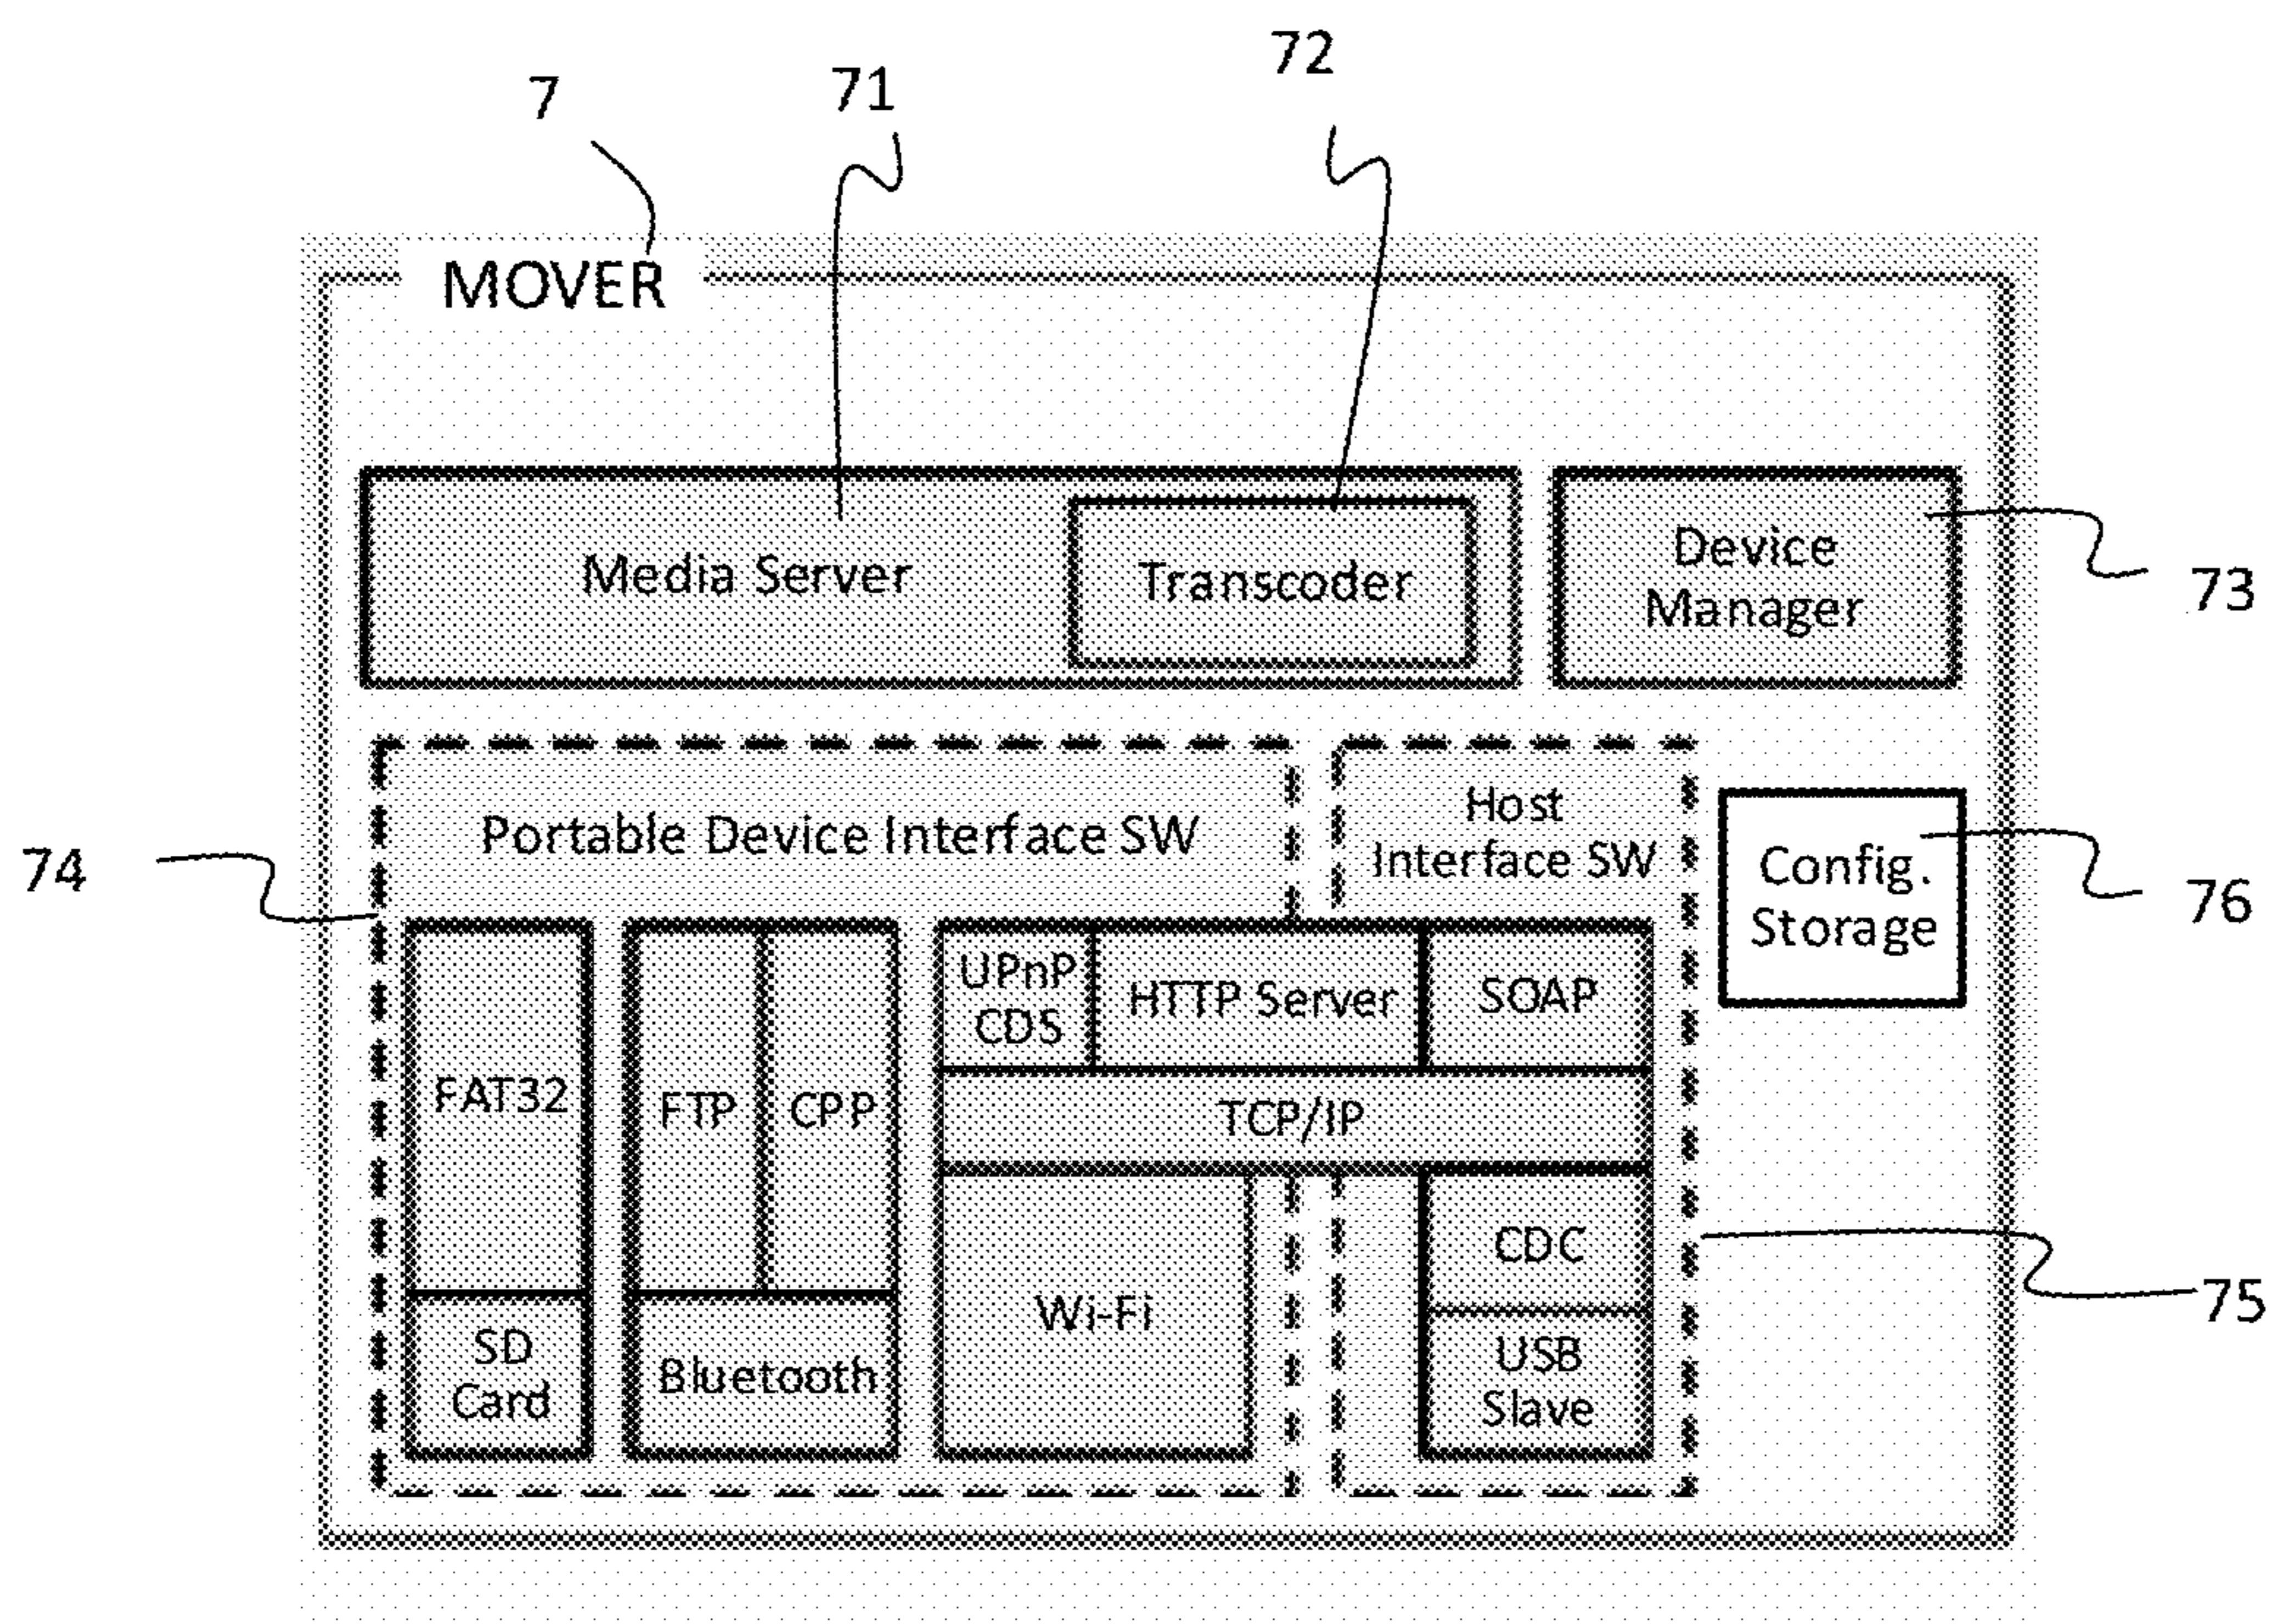 72
71
7
MOVER
Media Server
Transcoder
Device
Manager
73
Portable Device Interface SW
Host
Interface SW
74
Config.
Storage
76
UPnP
CDS
HTTP Server
SOAP
FAT32
FTP
CPP
TCP/IP
CDC
Wi-Fi
75
SD
Card
Bluetooth
USB
Slave